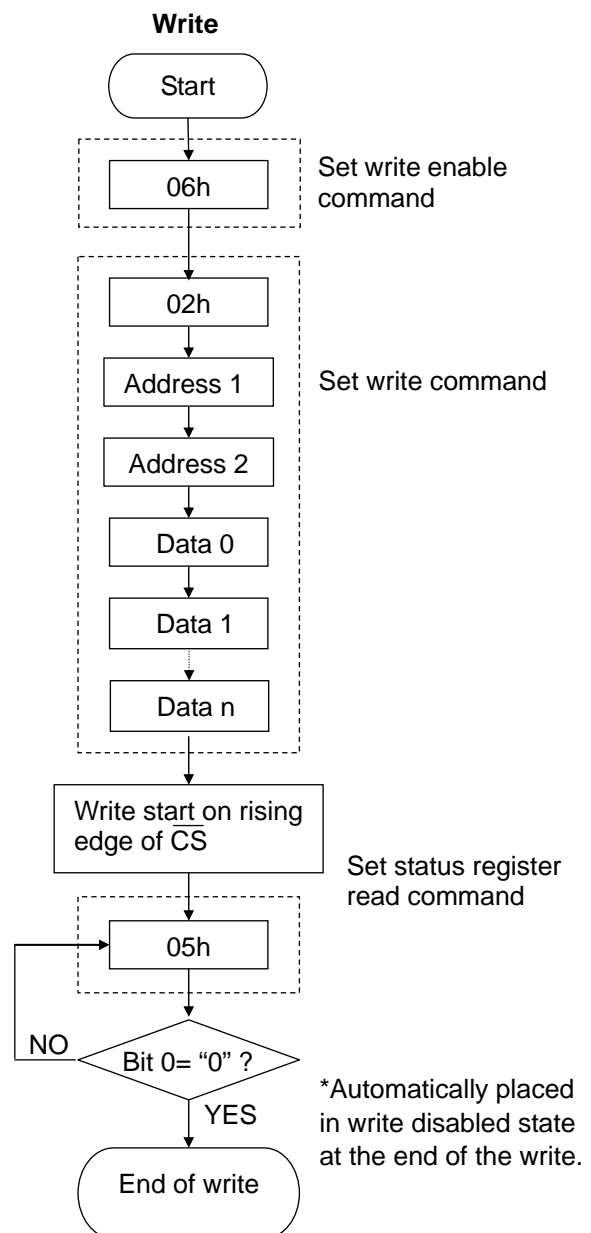 Write
Start
06h
Set write enable
command
02h
Address 1
Set write command
Address 2
Data 0
Data 1
Data n
Write start on rising
edge of C̅S̅
Set status register
read command
05h
NO
Bit 0= “0” ?
YES
*Automatically placed
in write disabled state
at the end of the write.
End of write